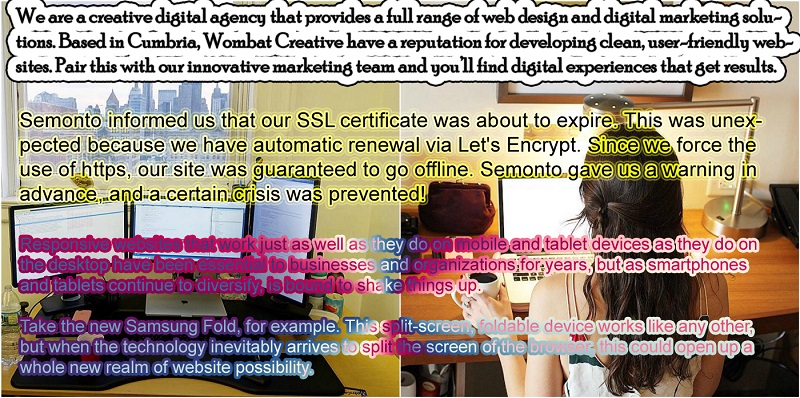 We are a creative digital agency that provides a full range of web design and digital marketing solu-
tions. Based in Cumbria, Wombat Creative have a reputation for developing clean, user-friendly web-
sites. Pair this with our innovative marketing team and you'll find digital experiences that get results.
Semonto informed us that our SSL certificate was about to expire. This was unex-
pected because we have automatic renewal via Let's Encrypt. Since we force the
use of https, our site was guaranteed to go offline. Semonto gave us a warning in
advance, and a certain crisis was prevented!
Responsive websites that work just as well as they do on mobile and tablet devices as they do on
the desktop have been essential to businesses and organizations for years, but as smartphones
and tablets continue to diversify, is bound to shake things up.
Take the new Samsung Fold, for example. This split-screen, foldable device works like any other,
but when the technology inevitably arrives to split the screen of the browser, this could open up a
whole new realm of website possibility.